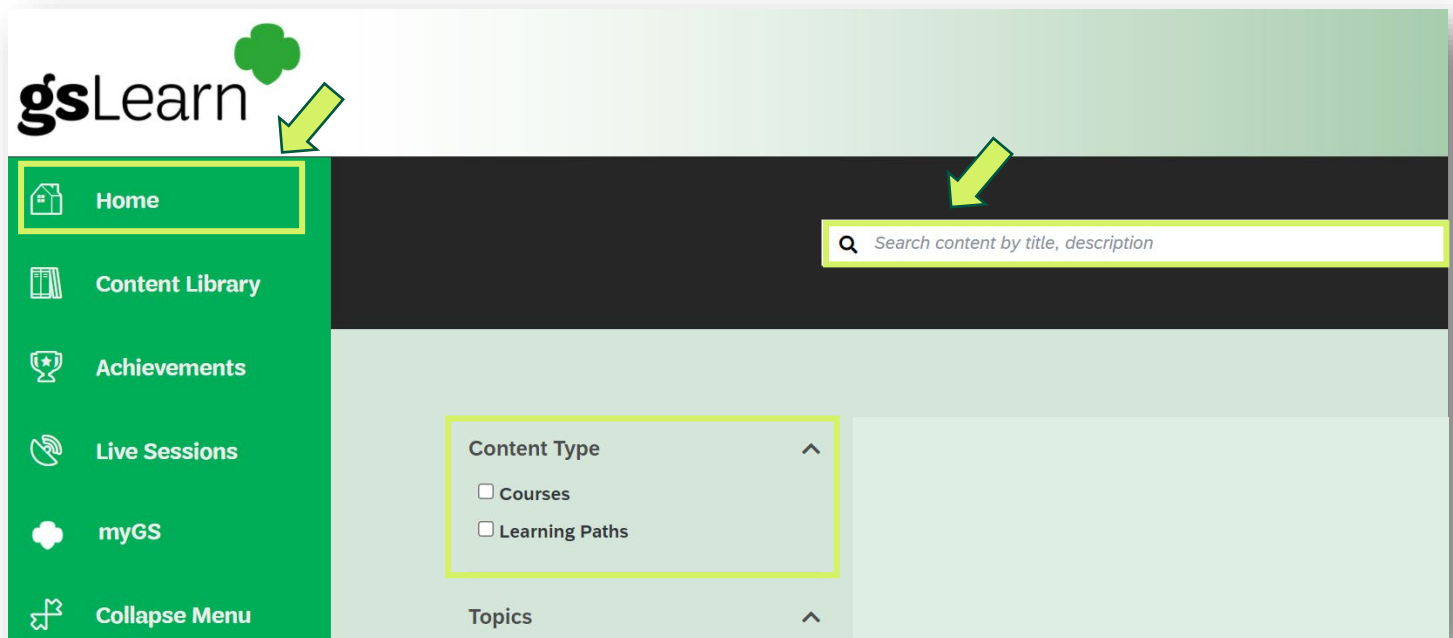 gsLearn
Home
Content Library
Achievements
Live Sessions
myGS
Collapse Menu
Search content by title, description
Content Type
Courses
Learning Paths
Topics